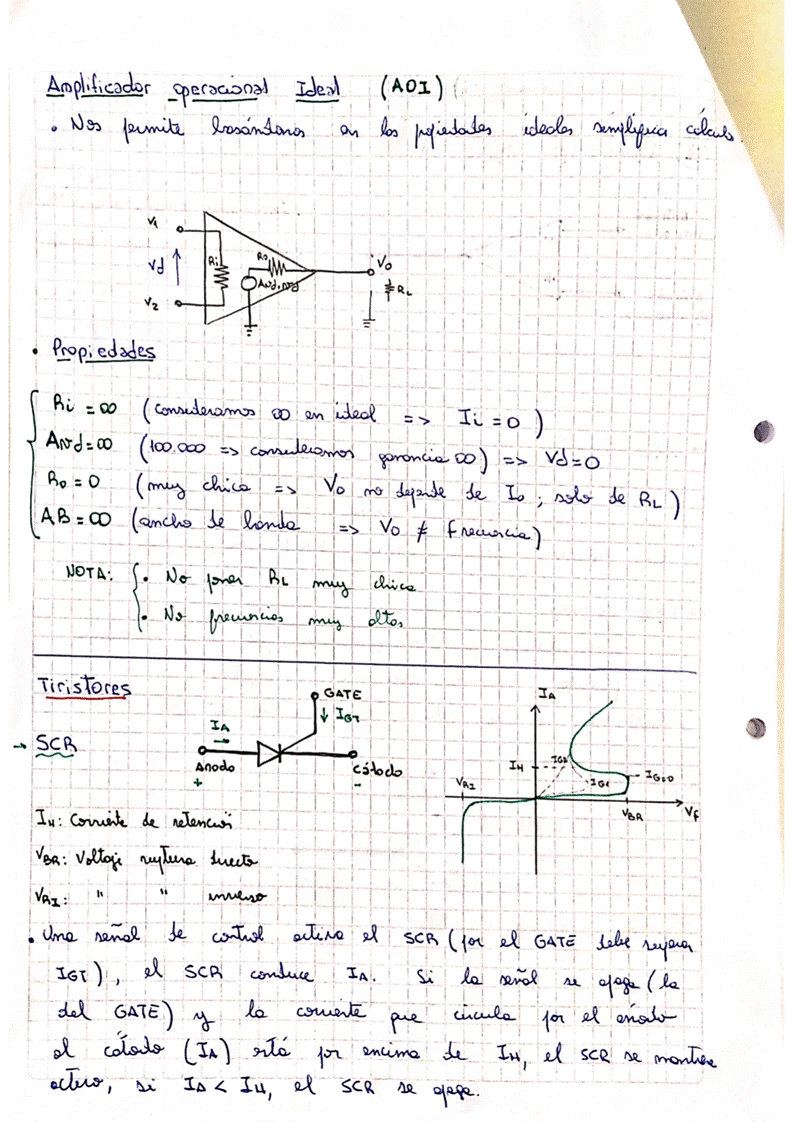 Amplificador operacional Ideal (AOI)
• Nos permite basándonos en las propiedades ideales simplificar cálculo.
V1
Vd
V2
Ri
Ro
Avd.vd
Vo
RL
• Propiedades
Ri = ∞ (consideramos ∞ en ideal => Ii = 0)
Avd = ∞ (100.000 => consideramos ganancia ∞) => Vd = 0
Ro = 0 (muy chica => Vo no depende de Io ; solo de RL)
AB = ∞ (ancho de banda => Vo ≠ frecuencia)
NOTA: • No poner RL muy chica
• No frecuencias muy altas
Tiristores
→ SCR
GATE
↓ IGT
IA
→
Anodo
+
Cátodo
-
IA
IH
IG2
IG1
IG=0
VRI
VBR
Vf
IH: Corriente de retención
VBR: Voltaje ruptura directo
VRI: " " inverso
• Una señal de control activa el SCR (por el GATE debe superar
IGT), el SCR conduce IA. Si la señal se apaga (la
del GATE) y la corriente que circula por el anodo
al cátodo (IA) está por encima de IH, el SCR se mantiene
activo, si IA < IH, el SCR se apaga.